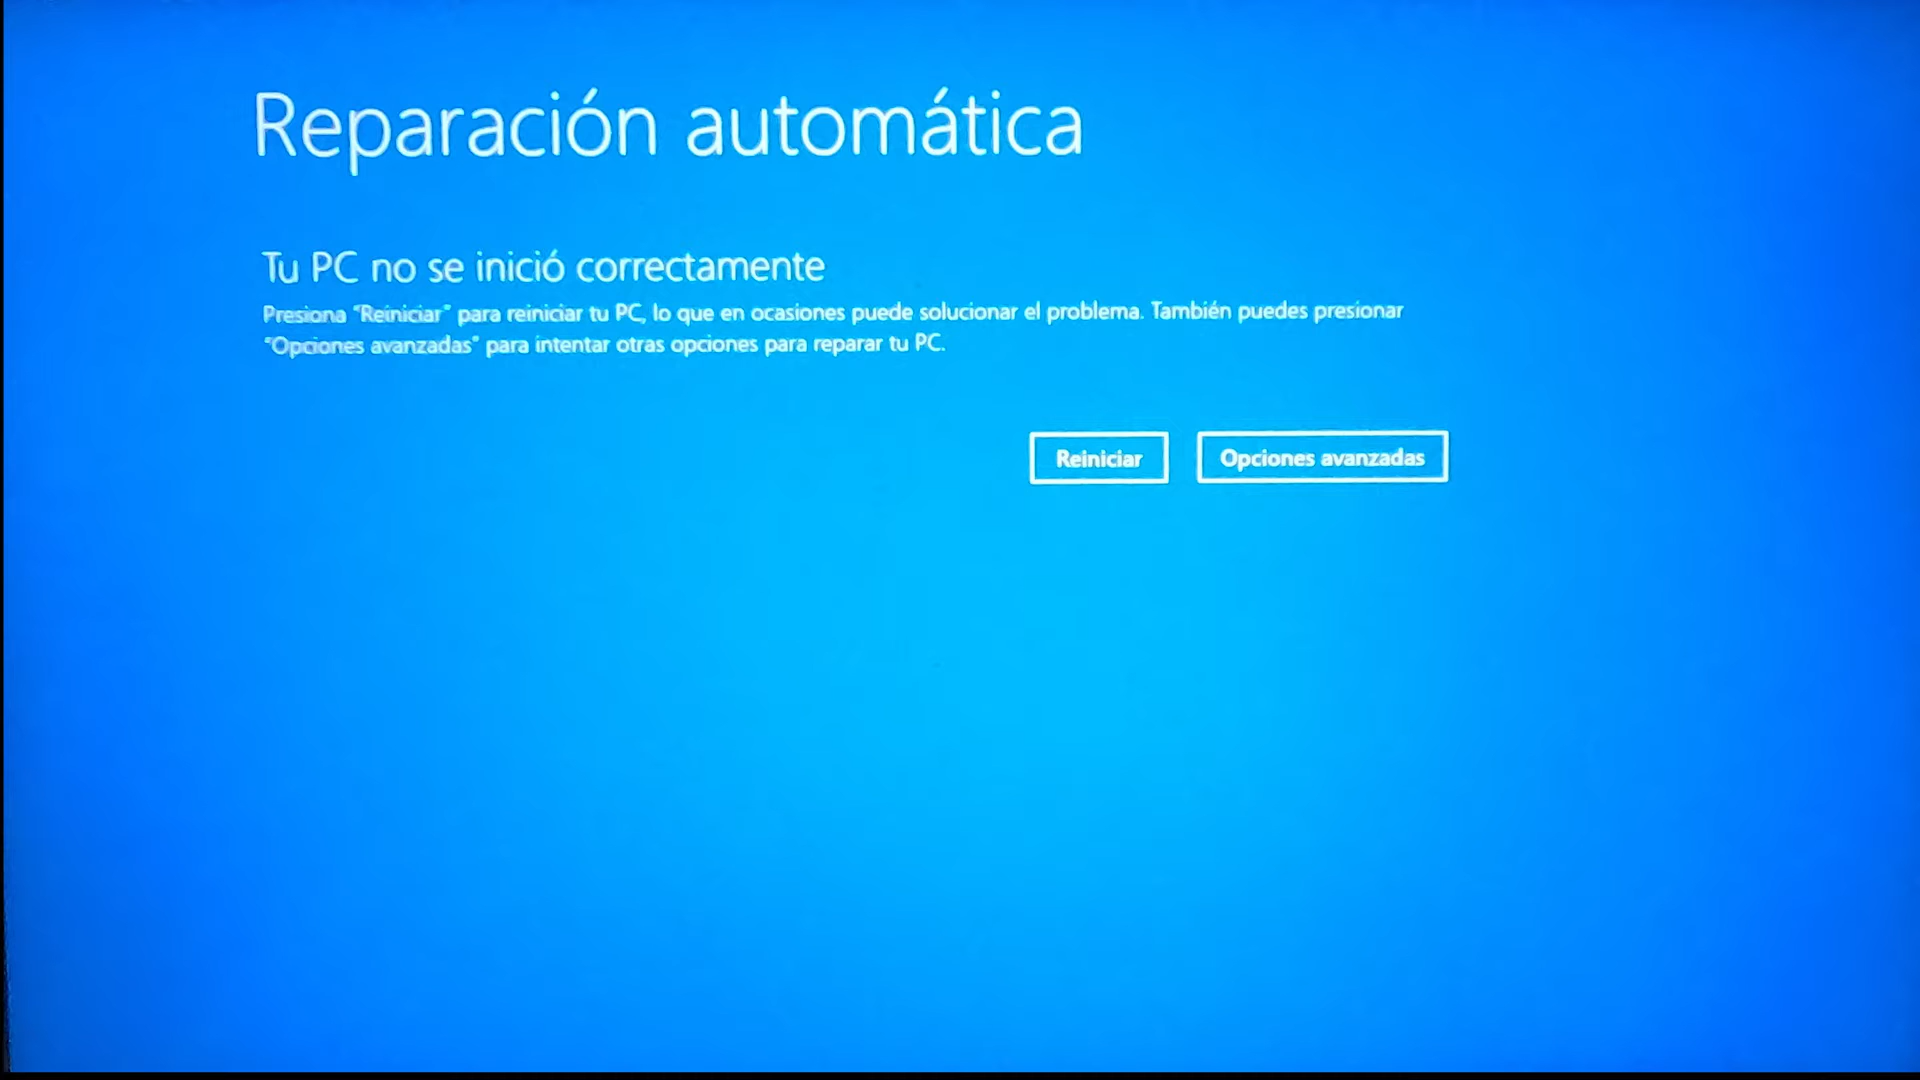 Reparación automática
Tu PC no se inició correctamente
Presiona "Reiniciar" para reiniciar tu PC, lo que en ocasiones puede solucionar el problema. También puedes presionar
"Opciones avanzadas" para intentar otras opciones para reparar tu PC.
Reiniciar
Opciones avanzadas